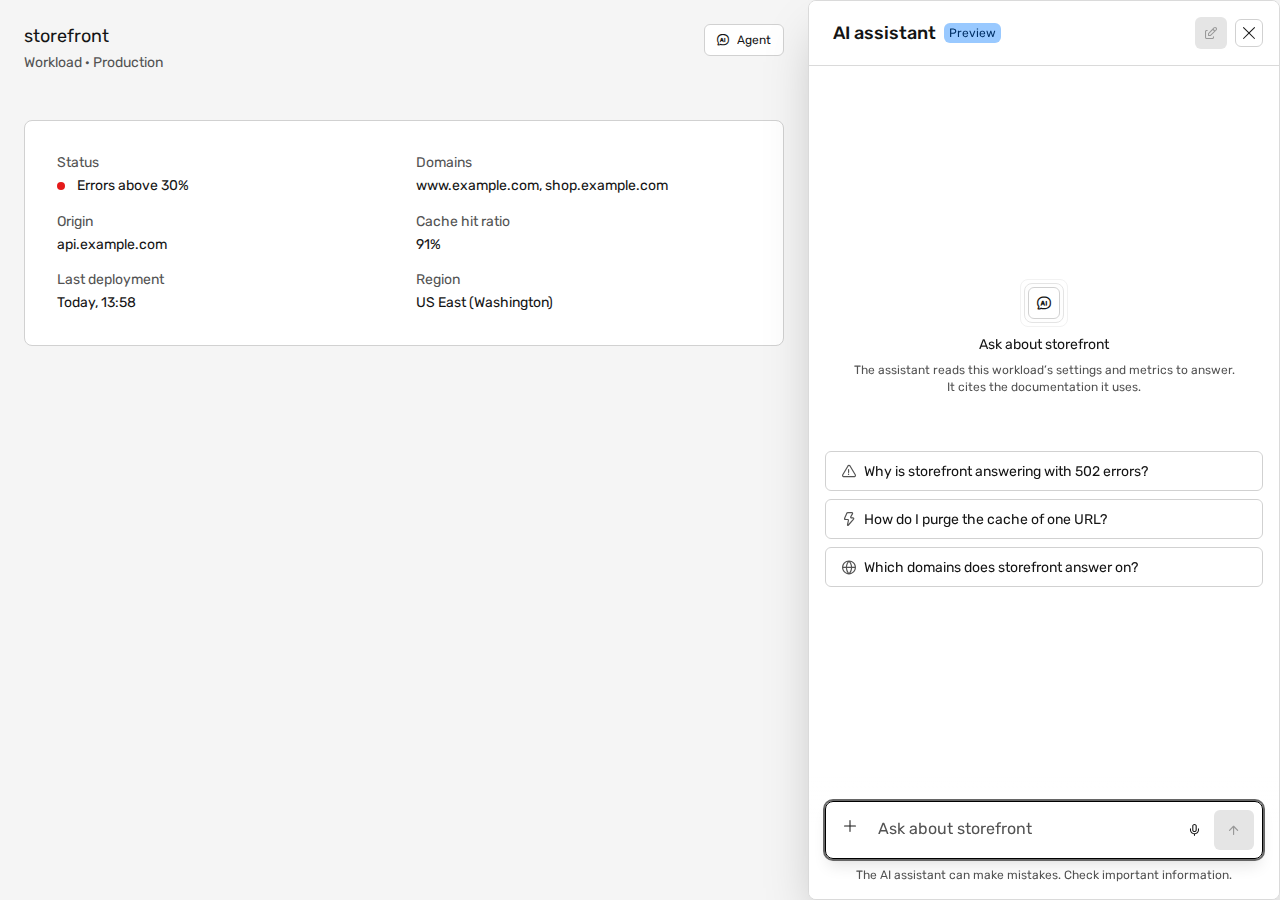 storefront
Workload • Production
AI Agent
Status
Errors above 30%
Domains
www.example.com, shop.example.com
Origin
api.example.com
Cache hit ratio
91%
Last deployment
Today, 13:58
Region
US East (Washington)
AI assistant Preview
AI
Ask about storefront
The assistant reads this workload’s settings and metrics to answer.
It cites the documentation it uses.
Why is storefront answering with 502 errors?
How do I purge the cache of one URL?
Which domains does storefront answer on?
Ask about storefront
The AI assistant can make mistakes. Check important information.